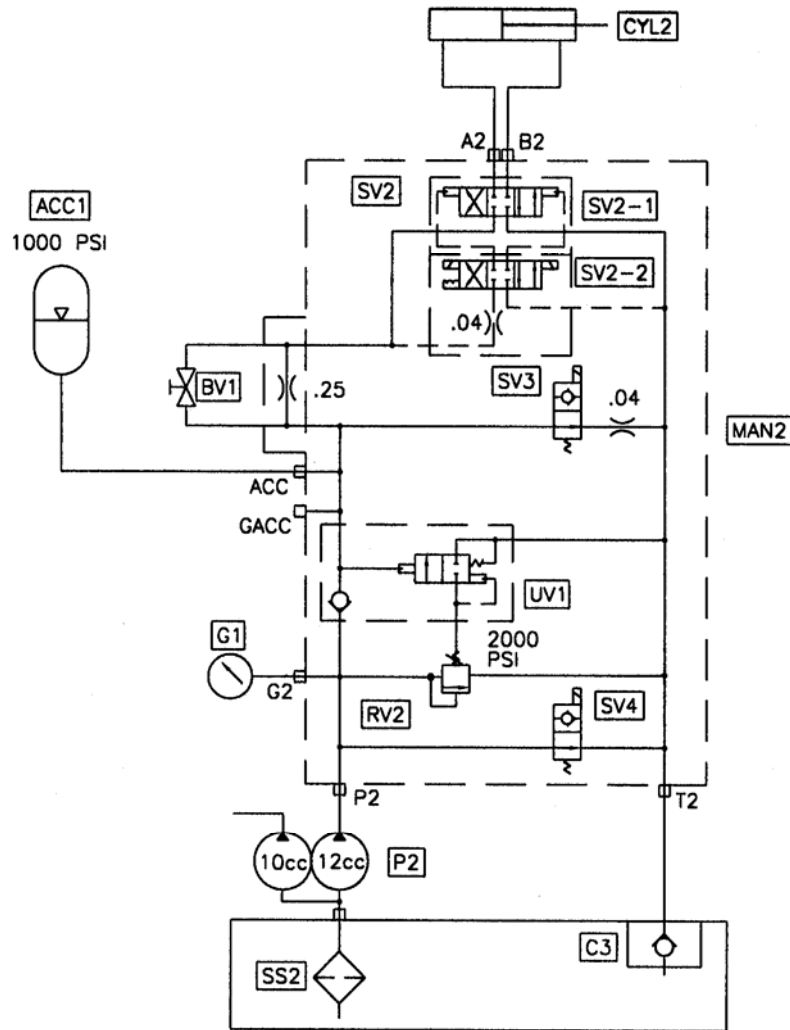 CYL2
A2 B2
SV2
SV2-1
ACC1
1000 PSI
SV2-2
.04
SV3
BV1
.25
.04
MAN2
ACC
GACC
UV1
G1
2000
PSI
G2
RV2
SV4
P2
T2
10cc
12cc
P2
C3
SS2